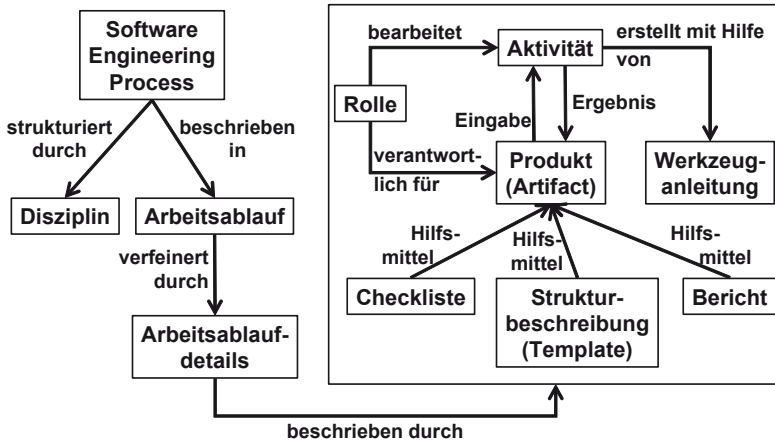 Software
Engineering
Process
strukturiert
durch
beschrieben
in
Disziplin
Arbeitsablauf
verfeinert
durch
Arbeitsablauf-
details
beschrieben durch
bearbeitet
Aktivität
erstellt mit Hilfe
von
Rolle
Ergebnis
Eingabe
verantwort-
lich für
Produkt
(Artifact)
Werkzeug-
anleitung
Hilfs-
mittel
Hilfs-
mittel
Hilfs-
mittel
Checkliste
Struktur-
beschreibung
(Template)
Bericht